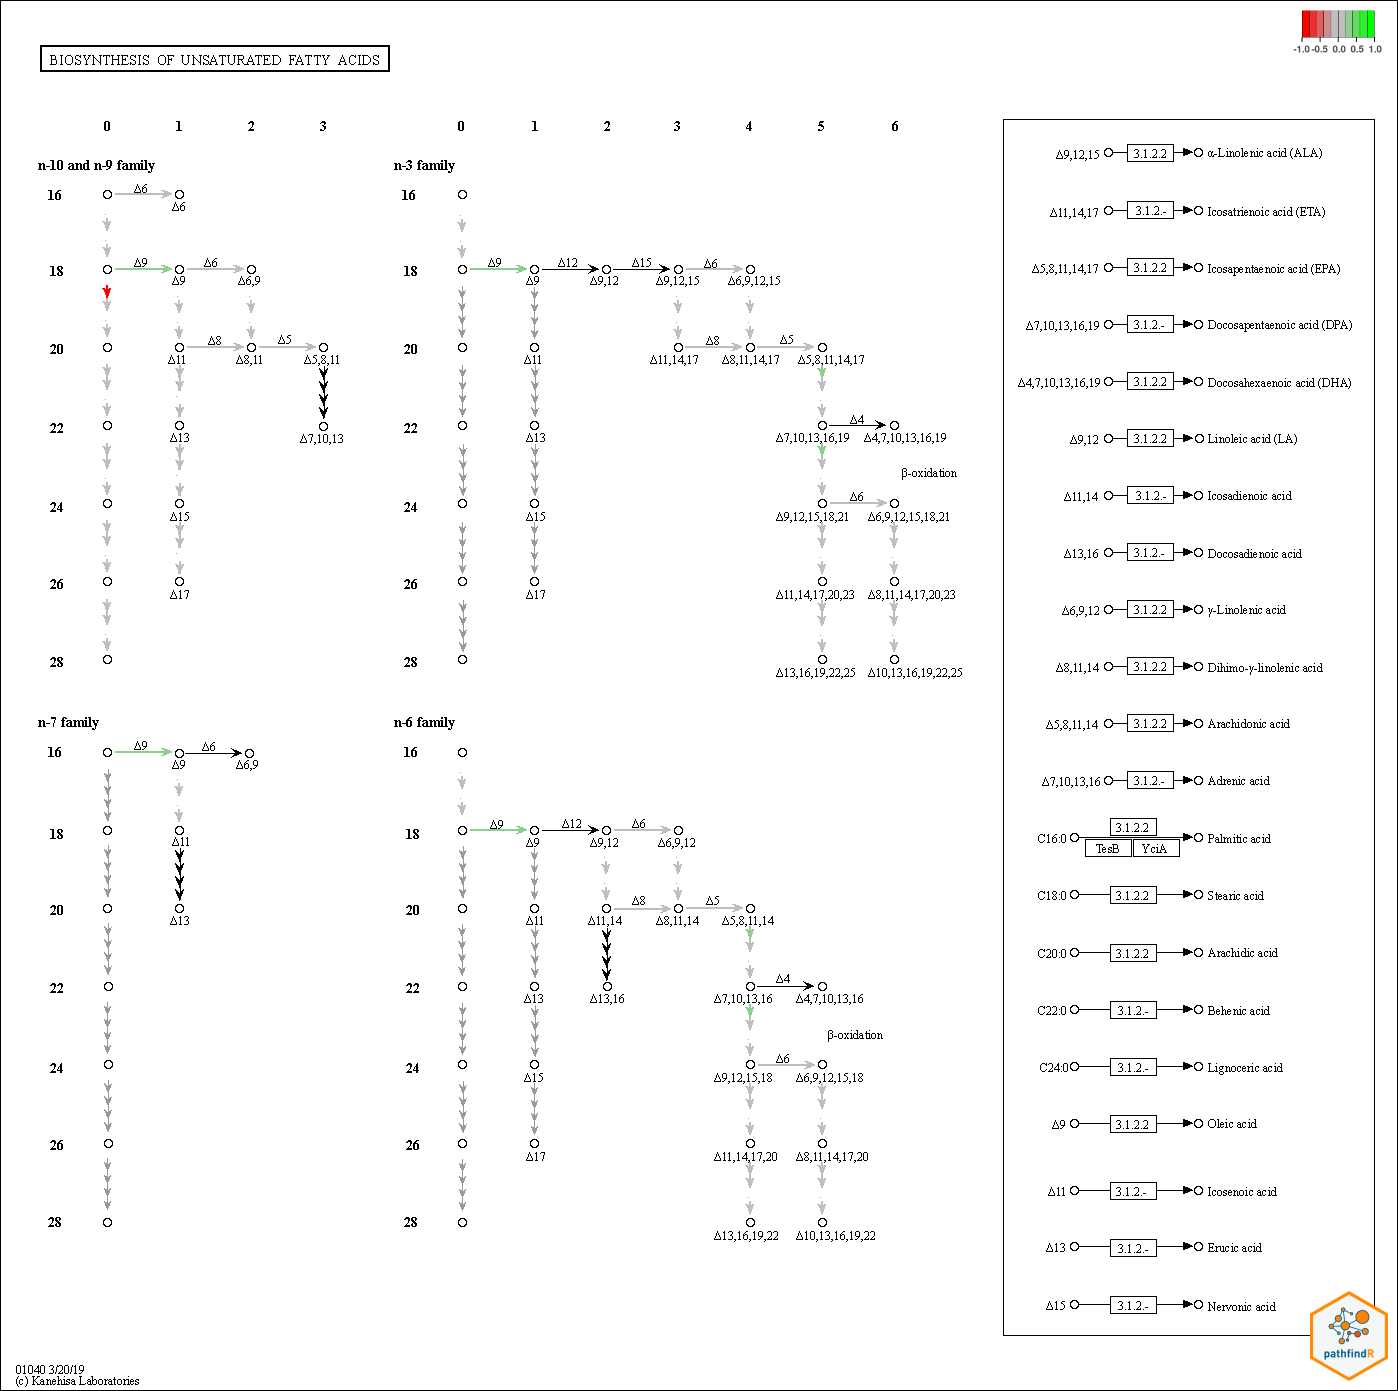 -1.0 -0.5 0.0 0.5 1.0
BIOSYNTHESIS OF UNSATURATED FATTY ACIDS
0 1 2 3
n-10 and n-9 family
16 Δ6
Δ6
18 Δ9 Δ6
Δ9 Δ6,9
20 Δ8 Δ5
Δ11 Δ8,11 Δ5,8,11
22
Δ13 Δ7,10,13
24
Δ15
26
Δ17
28
0 1 2 3 4 5 6
n-3 family
16
18 Δ9 Δ12 Δ15 Δ6
Δ9 Δ9,12 Δ9,12,15 Δ6,9,12,15
20 Δ8 Δ5
Δ11 Δ11,14,17 Δ8,11,14,17 Δ5,8,11,14,17
22 Δ4
Δ13 Δ7,10,13,16,19 Δ4,7,10,13,16,19
β-oxidation
24 Δ6
Δ15 Δ9,12,15,18,21 Δ6,9,12,15,18,21
26
Δ17 Δ11,14,17,20,23 Δ8,11,14,17,20,23
28
Δ13,16,19,22,25 Δ10,13,16,19,22,25
n-7 family
16 Δ9 Δ6
Δ9 Δ6,9
18
Δ11
20
Δ13
22
24
26
28
n-6 family
16
18 Δ9 Δ12 Δ6
Δ9 Δ9,12 Δ6,9,12
20 Δ8 Δ5
Δ11 Δ11,14 Δ8,11,14 Δ5,8,11,14
22 Δ4
Δ13 Δ13,16 Δ7,10,13,16 Δ4,7,10,13,16
β-oxidation
24 Δ6
Δ15 Δ9,12,15,18 Δ6,9,12,15,18
26
Δ17 Δ11,14,17,20 Δ8,11,14,17,20
28
Δ13,16,19,22 Δ10,13,16,19,22
Δ9,12,15 3.1.2.2 α-Linolenic acid (ALA)
Δ11,14,17 3.1.2.- Icosatrienoic acid (ETA)
Δ5,8,11,14,17 3.1.2.2 Icosapentaenoic acid (EPA)
Δ7,10,13,16,19 3.1.2.- Docosapentaenoic acid (DPA)
Δ4,7,10,13,16,19 3.1.2.2 Docosahexaenoic acid (DHA)
Δ9,12 3.1.2.2 Linoleic acid (LA)
Δ11,14 3.1.2.- Icosadienoic acid
Δ13,16 3.1.2.- Docosadienoic acid
Δ6,9,12 3.1.2.2 γ-Linolenic acid
Δ8,11,14 3.1.2.2 Dihimo-γ-linolenic acid
Δ5,8,11,14 3.1.2.2 Arachidonic acid
Δ7,10,13,16 3.1.2.- Adrenic acid
3.1.2.2
C16:0 Palmitic acid
TesB YciA
C18:0 3.1.2.2 Stearic acid
C20:0 3.1.2.2 Arachidic acid
C22:0 3.1.2.- Behenic acid
C24:0 3.1.2.- Lignoceric acid
Δ9 3.1.2.2 Oleic acid
Δ11 3.1.2.- Icosenoic acid
Δ13 3.1.2.- Erucic acid
Δ15 3.1.2.- Nervonic acid
pathfindR
01040 3/20/19
(c) Kanehisa Laboratories